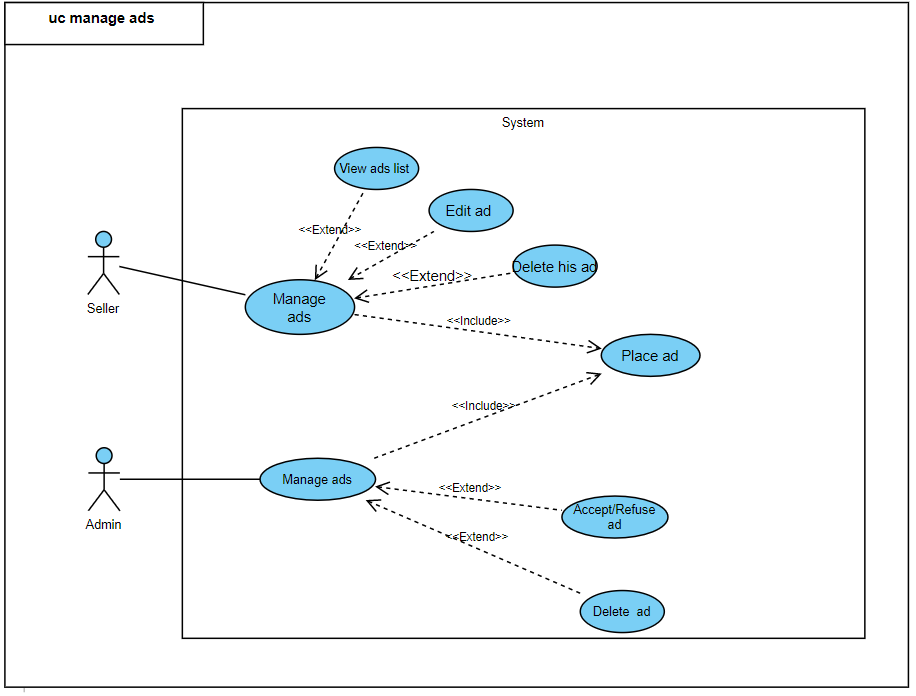 uc manage ads
System
View ads list
Edit ad
<<Extend>>
<<Extend>>
Delete his ad
<<Extend>>
Seller
Manage
ads
<<Include>>
Place ad
<<Include>>
Manage ads
<<Extend>>
Accept/Refuse
ad
Admin
<<Extend>>
Delete  ad